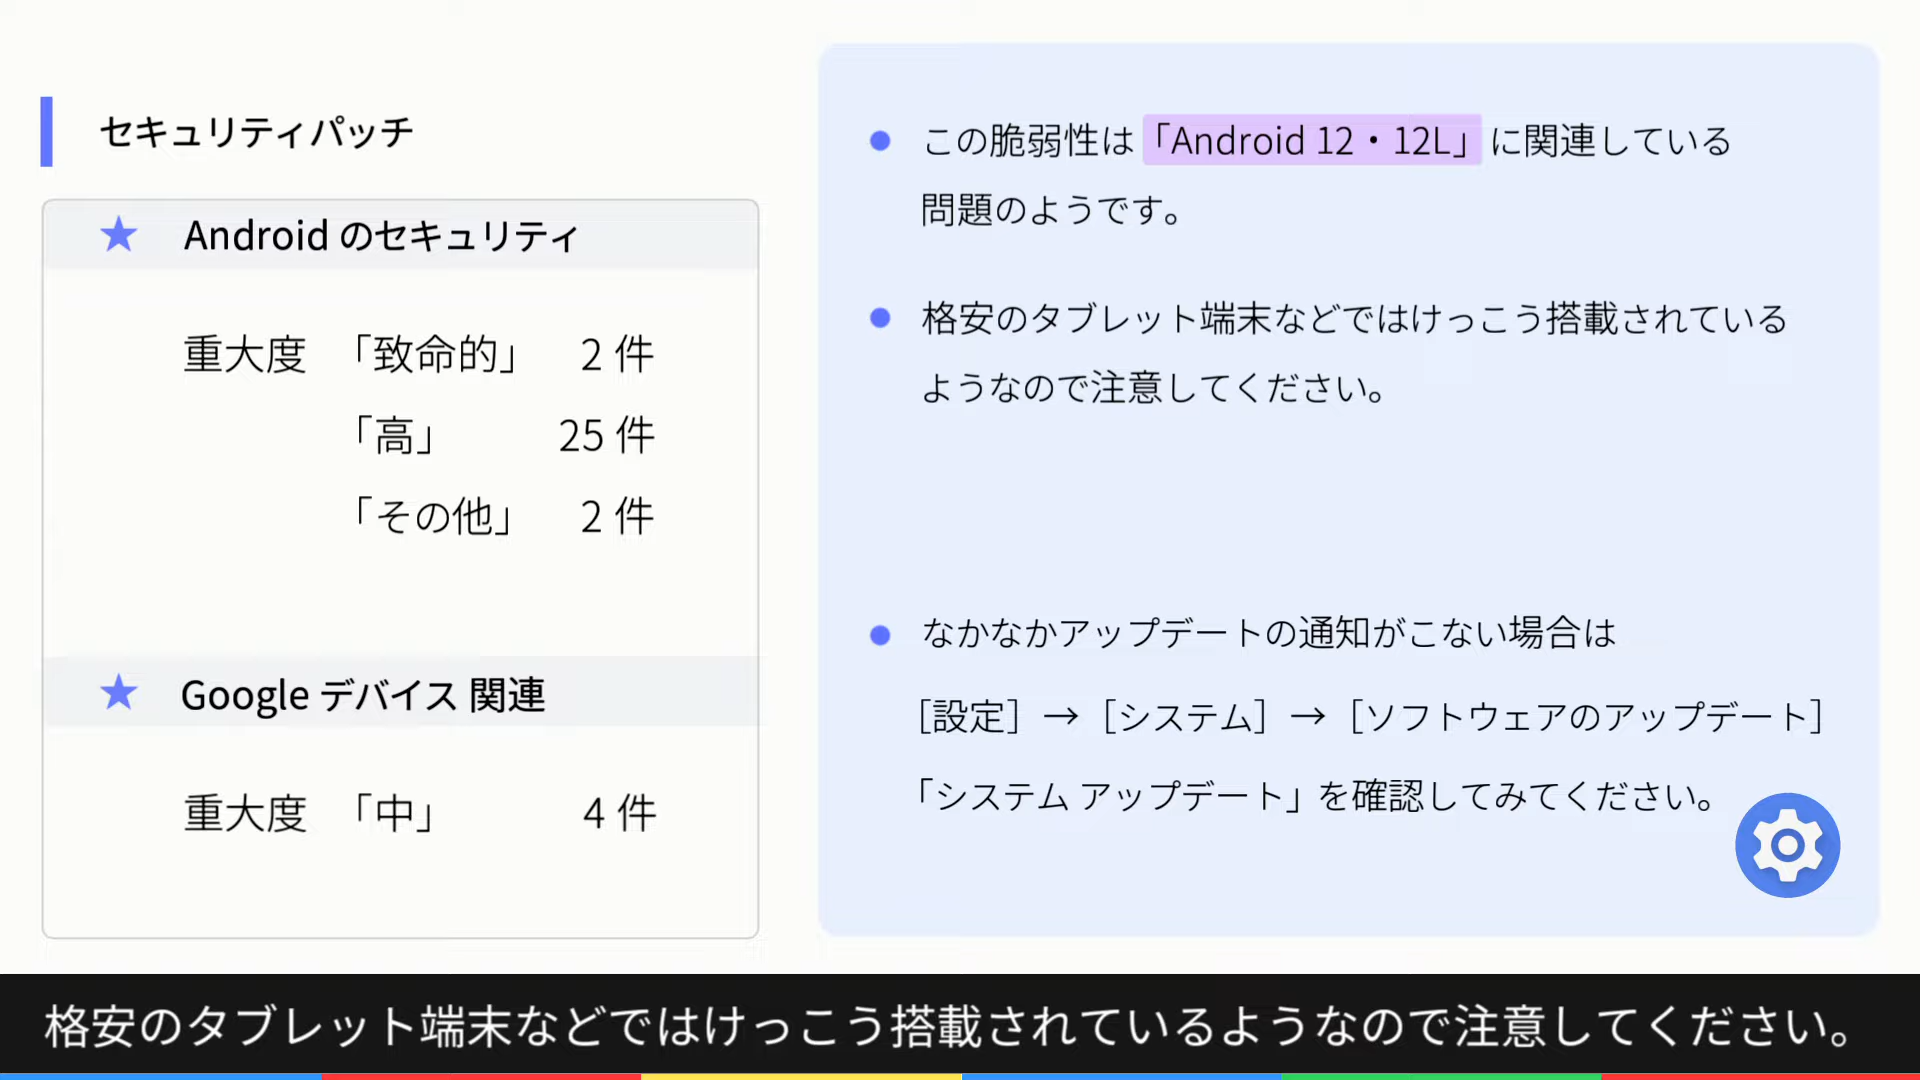 セキュリティパッチ
★ Android のセキュリティ
重大度 「致命的」 2 件
「高」 25 件
「その他」 2 件
★ Google デバイス 関連
重大度 「中」 4 件
● この脆弱性は「Android 12・12L」に関連している
問題のようです。
● 格安のタブレット端末などではけっこう搭載されている
ようなので注意してください。
● なかなかアップデートの通知がこない場合は
［設定］→［システム］→［ソフトウェアのアップデート］
「システム アップデート」を確認してみてください。
格安のタブレット端末などではけっこう搭載されているようなので注意してください。